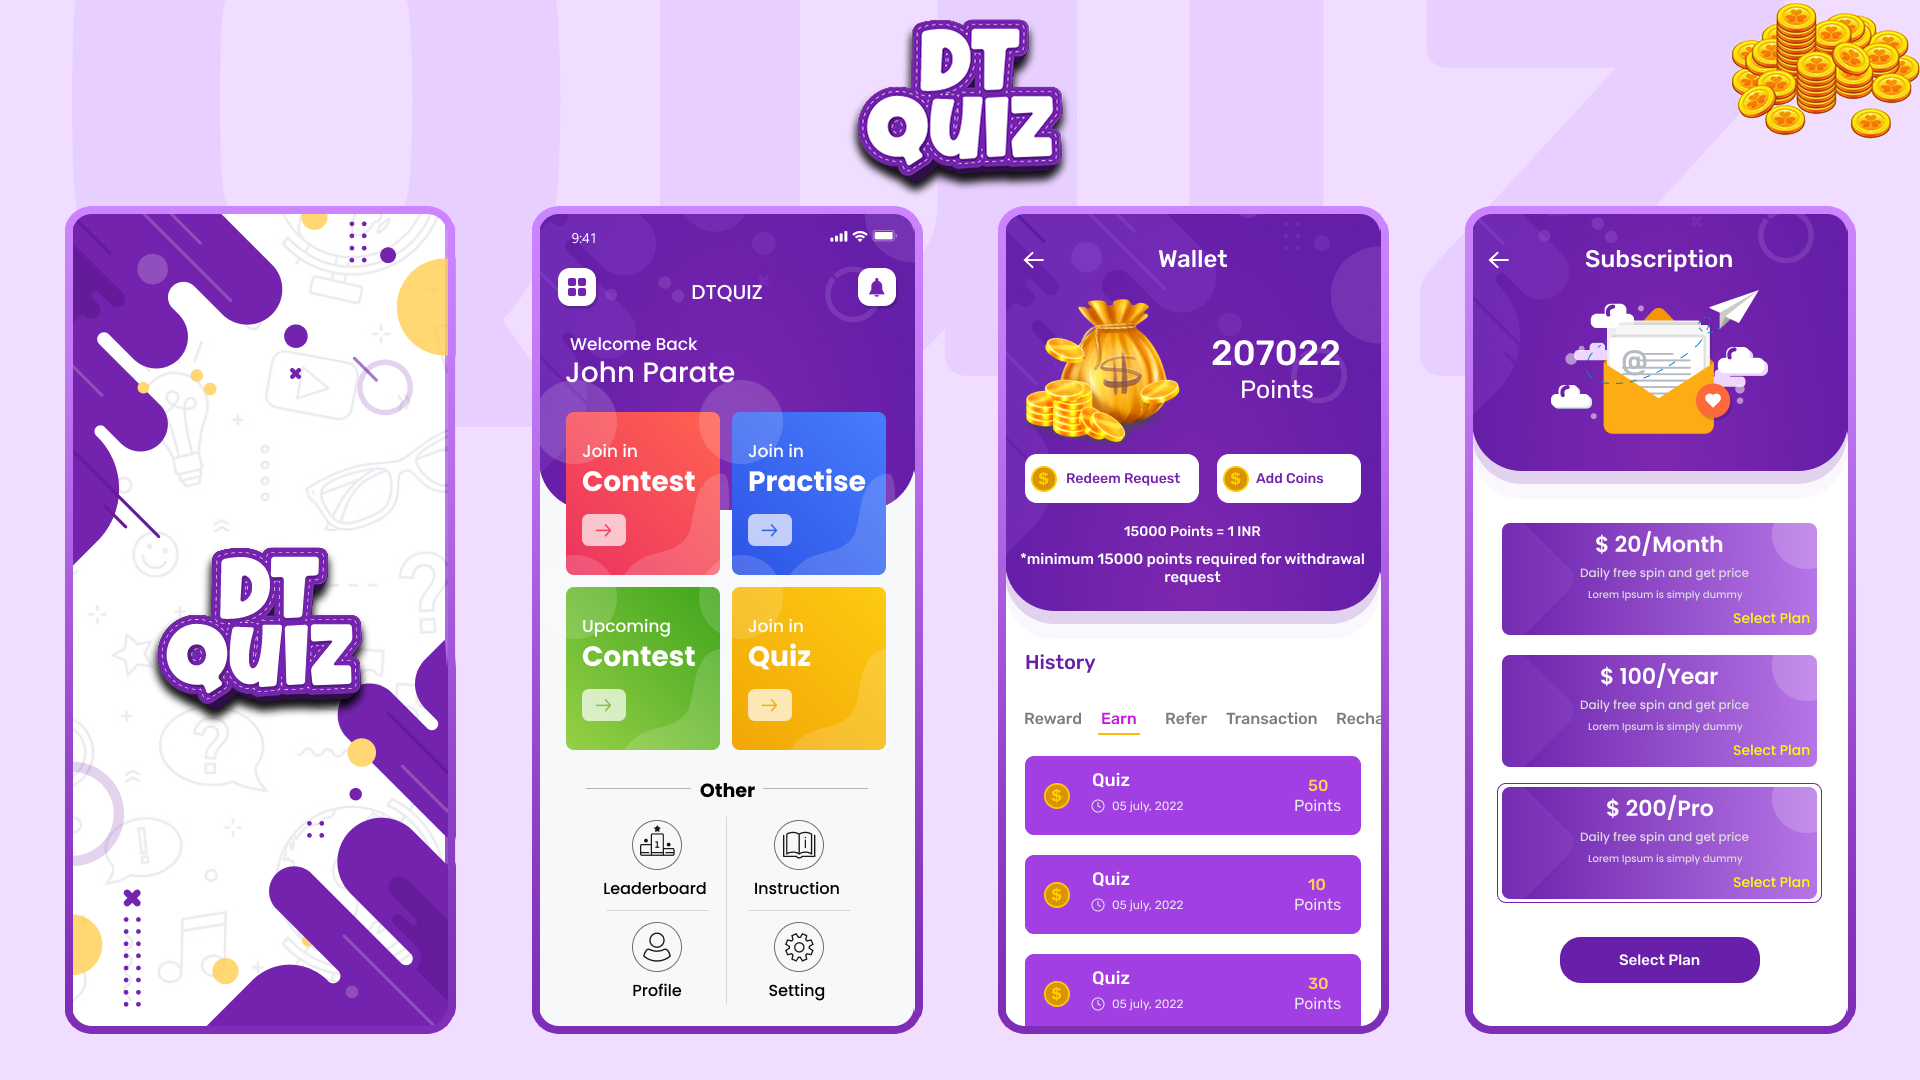 DT
QUIZ
DT
QUIZ
9:41
DTQUIZ
Welcome Back
John Parate
Join in
Contest
Join in
Practise
Upcoming
Contest
Join in
Quiz
Other
1
i
Leaderboard
Instruction
Profile
Setting
Wallet
$
207022
Points
$ Redeem Request
$ Add Coins
15000 Points = 1 INR
*minimum 15000 points required for withdrawal
request
History
Reward Earn Refer Transaction Recha
$ Quiz
05 july, 2022
50
Points
$ Quiz
05 july, 2022
10
Points
$ Quiz
05 july, 2022
30
Points
Subscription
@
$ 20/Month
Daily free spin and get price
Lorem Ipsum is simply dummy
Select Plan
$ 100/Year
Daily free spin and get price
Lorem Ipsum is simply dummy
Select Plan
$ 200/Pro
Daily free spin and get price
Lorem Ipsum is simply dummy
Select Plan
Select Plan